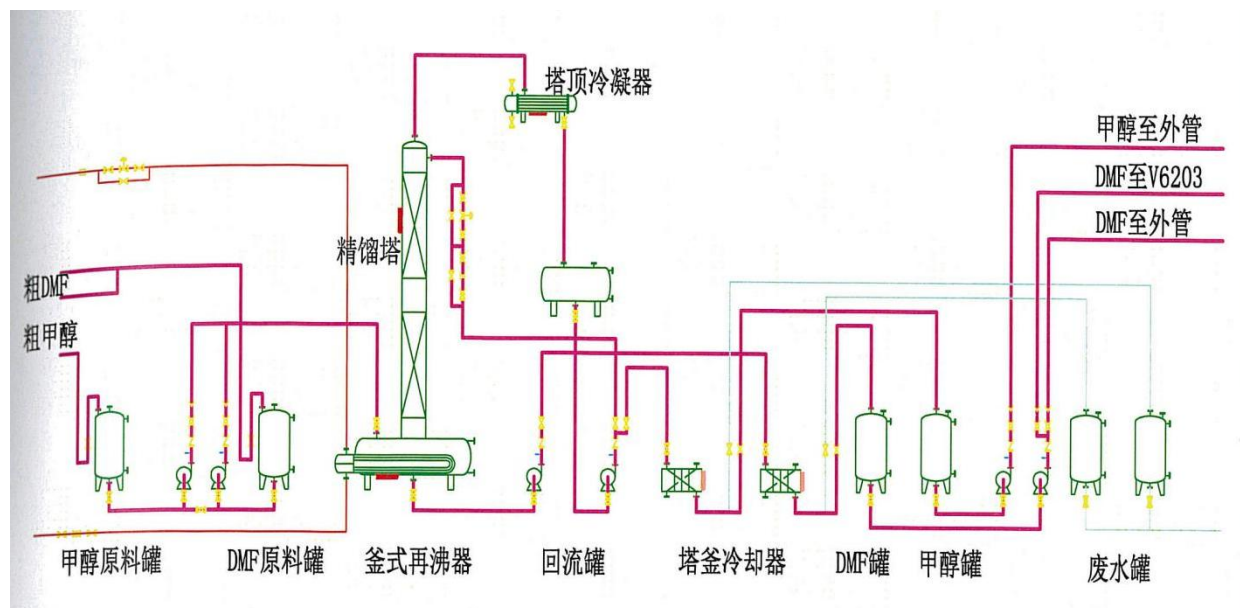 塔顶冷凝器
甲醇至外管
DMF至V6203
DMF至外管
精馏塔
粗DMF
粗甲醇
甲醇原料罐
DMF原料罐
釜式再沸器
回流罐
塔釜冷却器
DMF罐
甲醇罐
废水罐